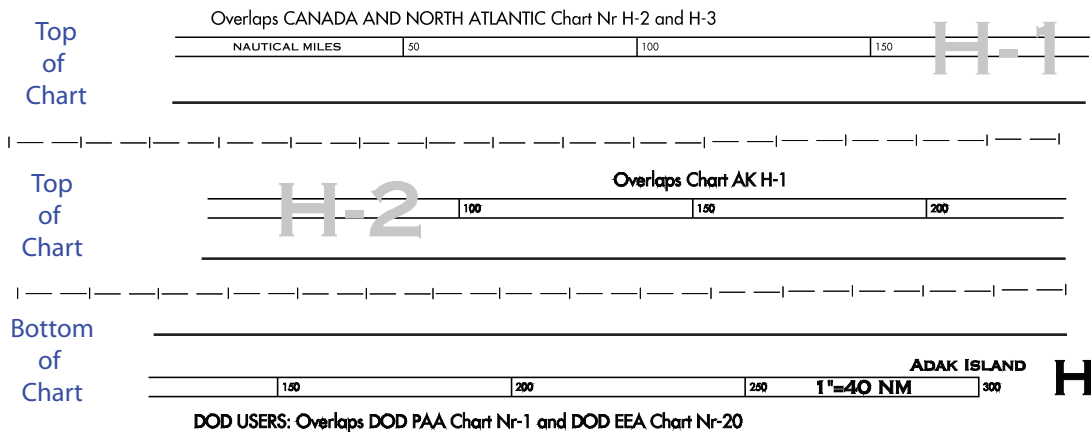 Overlaps CANADA AND NORTH ATLANTIC Chart Nr H-2 and H-3
Top
of
Chart
NAUTICAL MILES 50 100 150 H-1
Top
of
Chart
Overlaps Chart AK H-1
H-2 100 150 200
Bottom
of
Chart
ADAK ISLAND
150 200 250 1"=40 NM 300 H
DOD USERS: Overlaps DOD PAA Chart Nr-1 and DOD EEA Chart Nr-20